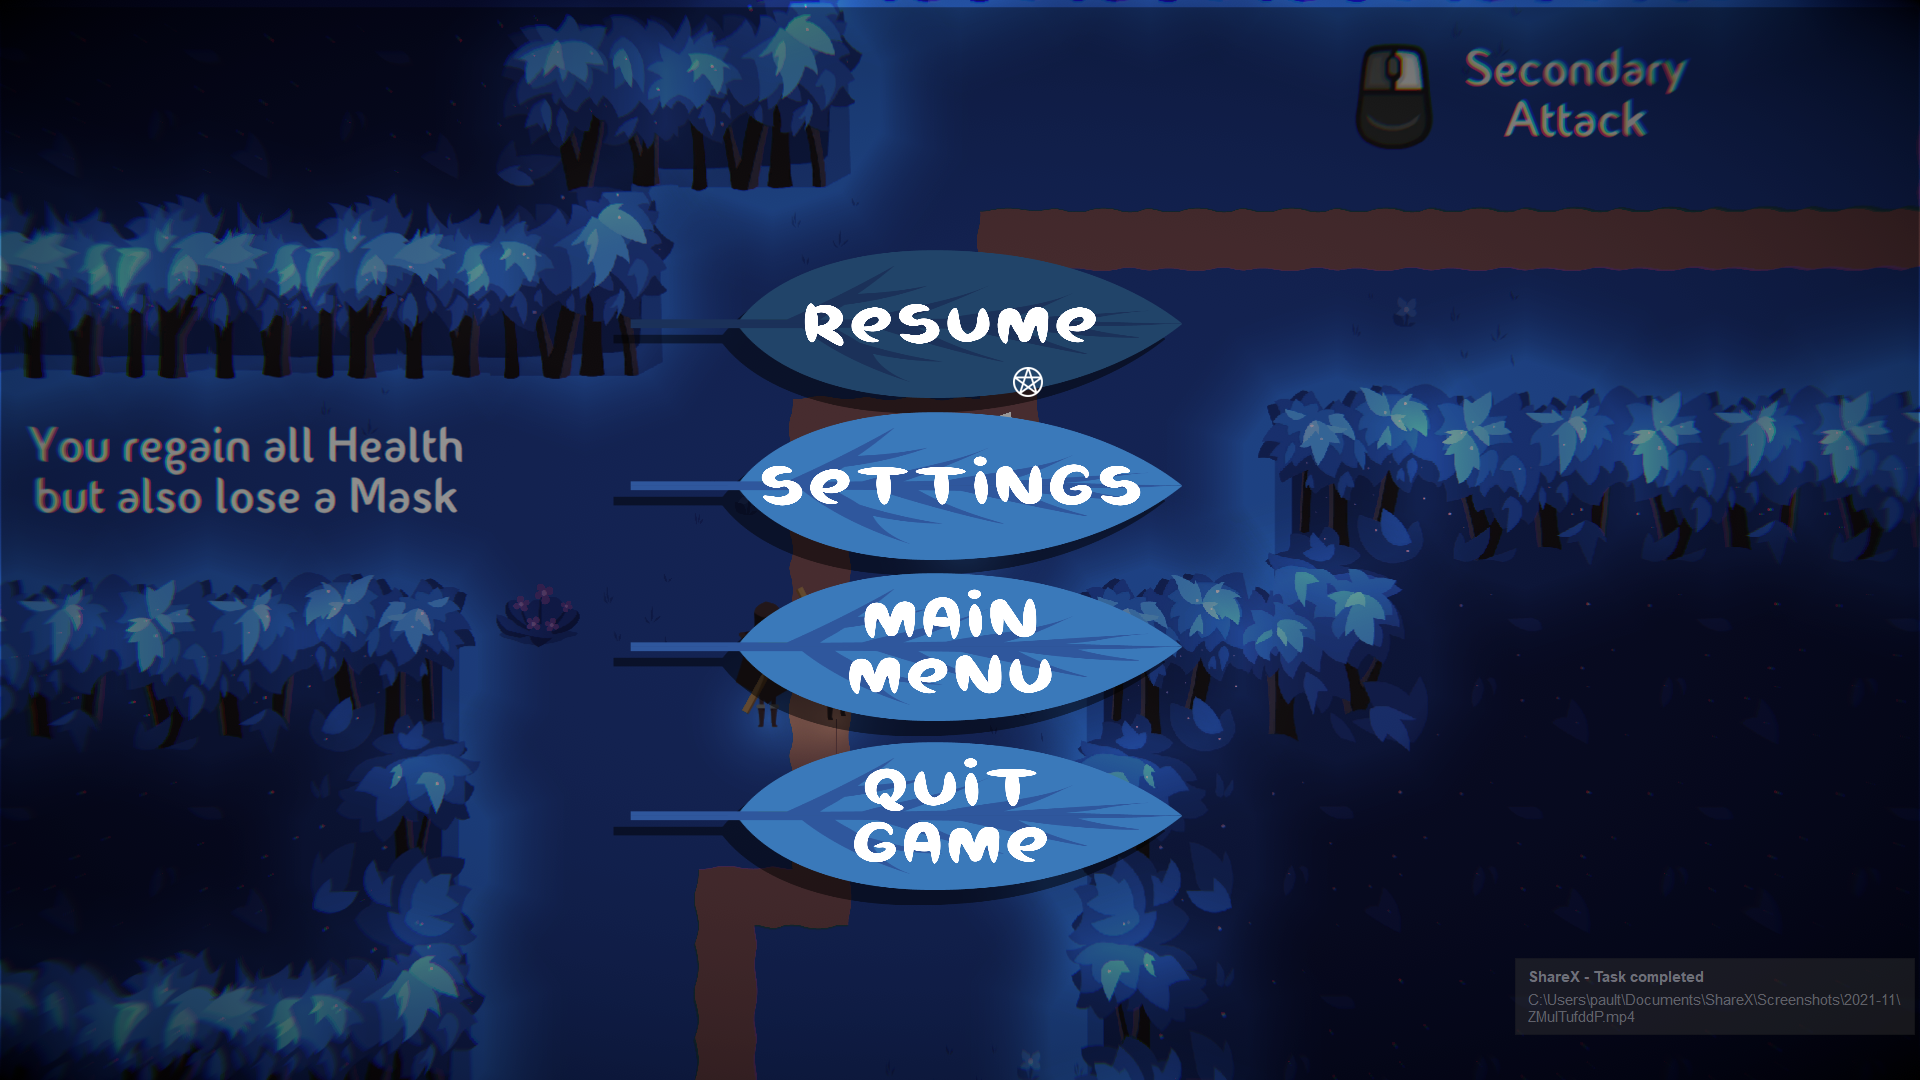 Secondary
Attack
RESUME
You regain all Health
but also lose a Mask
SETTINGS
MAIN
MENU
QUIT
GAME
ShareX - Task completed
C:\Users\pault\Documents\ShareX\Screenshots\2021-11\
ZMulTufddP.mp4